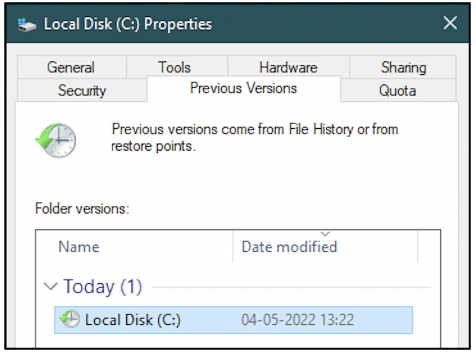 Local Disk (C:) Properties
General Tools Hardware Sharing
Security Previous Versions Quota
Previous versions come from File History or from
restore points.
Folder versions:
Name Date modified
Today (1)
Local Disk (C:) 04-05-2022 13:22